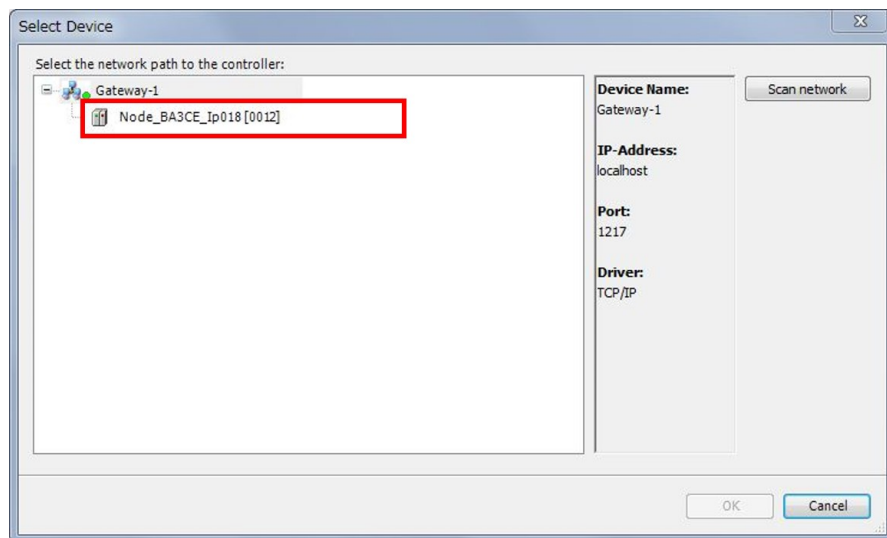 Select Device
Select the network path to the controller:
Gateway-1
Node_BA3CE_Ip018 [0012]
Device Name:
Gateway-1
IP-Address:
localhost
Port:
1217
Driver:
TCP/IP
Scan network
OK
Cancel